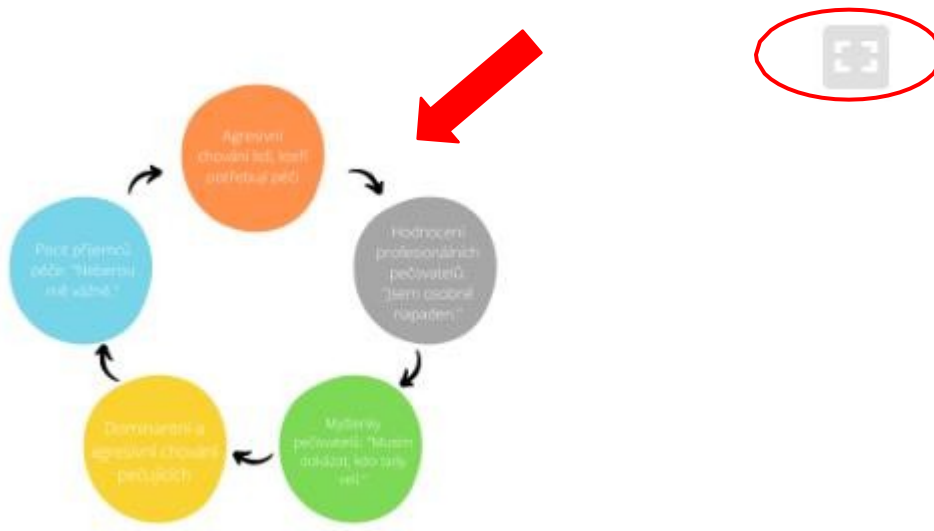 Agresivní
chování lidí, kteří
potřebují péči
Hodnocení
profesionálních
pečovatelů:
"Jsem osobně
napaden."
Myšlenky
pečovatelů: "Musím
dokázat, kdo tady
velí."
Dominantní a
agresivní chování
pečujících
Pocit příjemců
péče: "Neberou
mě vážně."